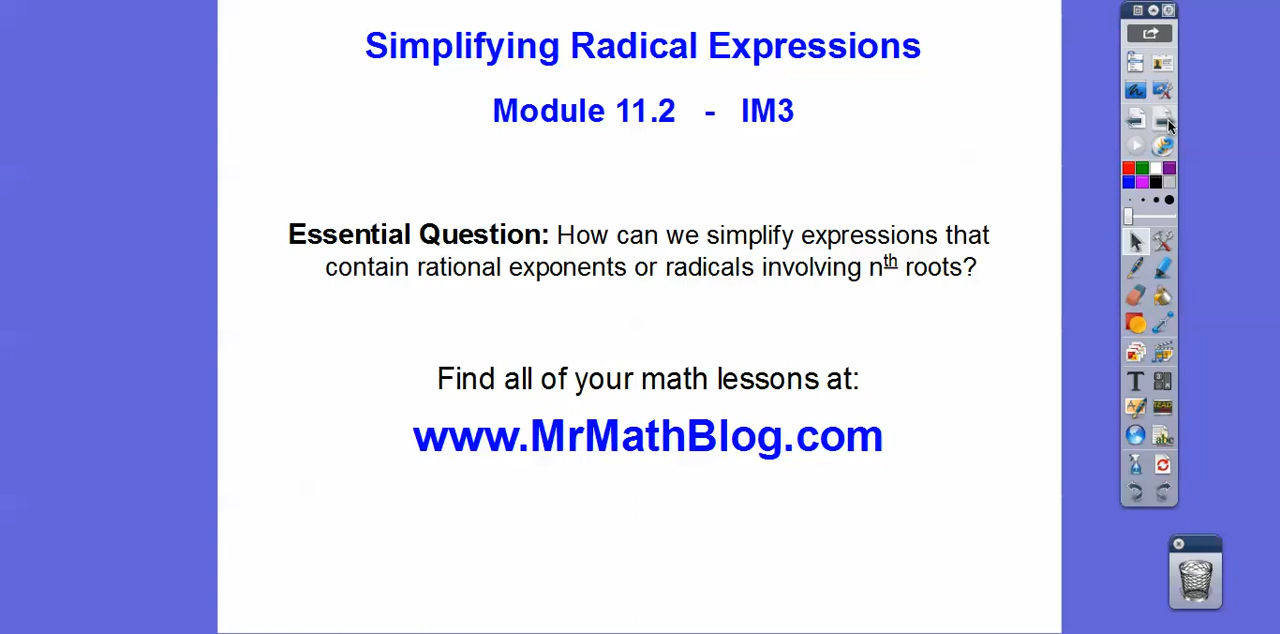 Simplifying Radical Expressions
Module 11.2 - IM3
Essential Question: How can we simplify expressions that
contain rational exponents or radicals involving nth roots?
Find all of your math lessons at:
www.MrMathBlog.com